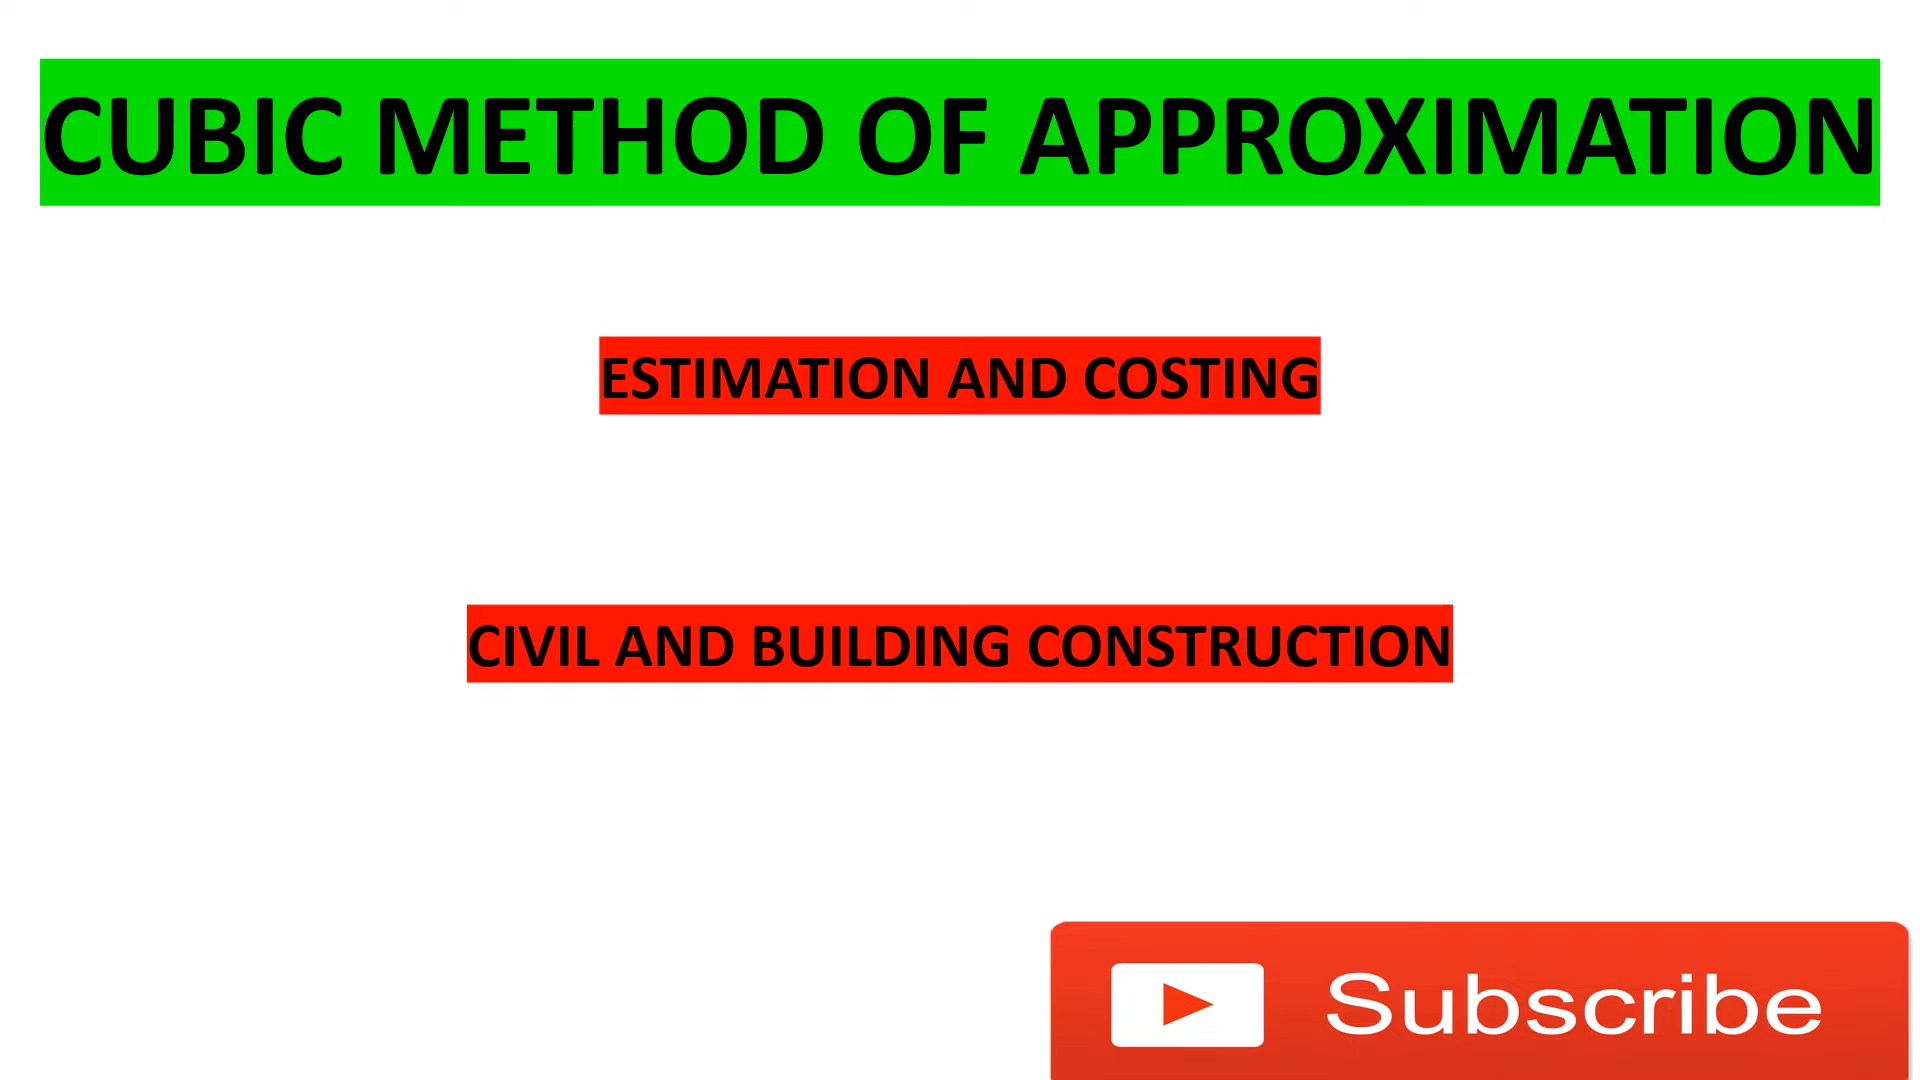 CUBIC METHOD OF APPROXIMATION
ESTIMATION AND COSTING
CIVIL AND BUILDING CONSTRUCTION
Subscribe